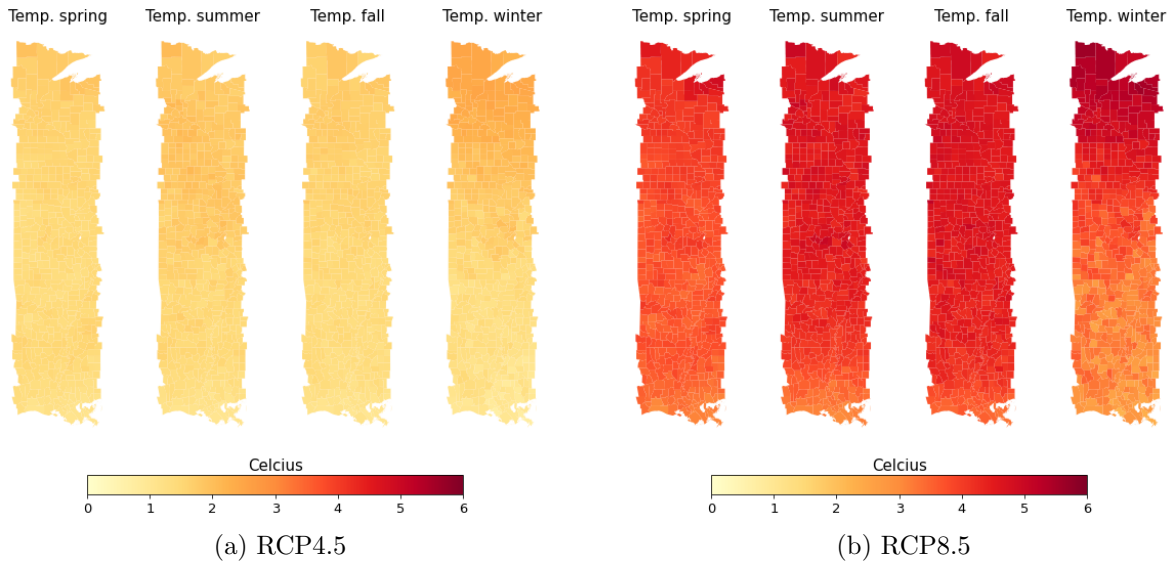 Temp. spring Temp. summer Temp. fall Temp. winter
Celcius
0 1 2 3 4 5 6
(a) RCP4.5
Temp. spring Temp. summer Temp. fall Temp. winter
Celcius
0 1 2 3 4 5 6
(b) RCP8.5